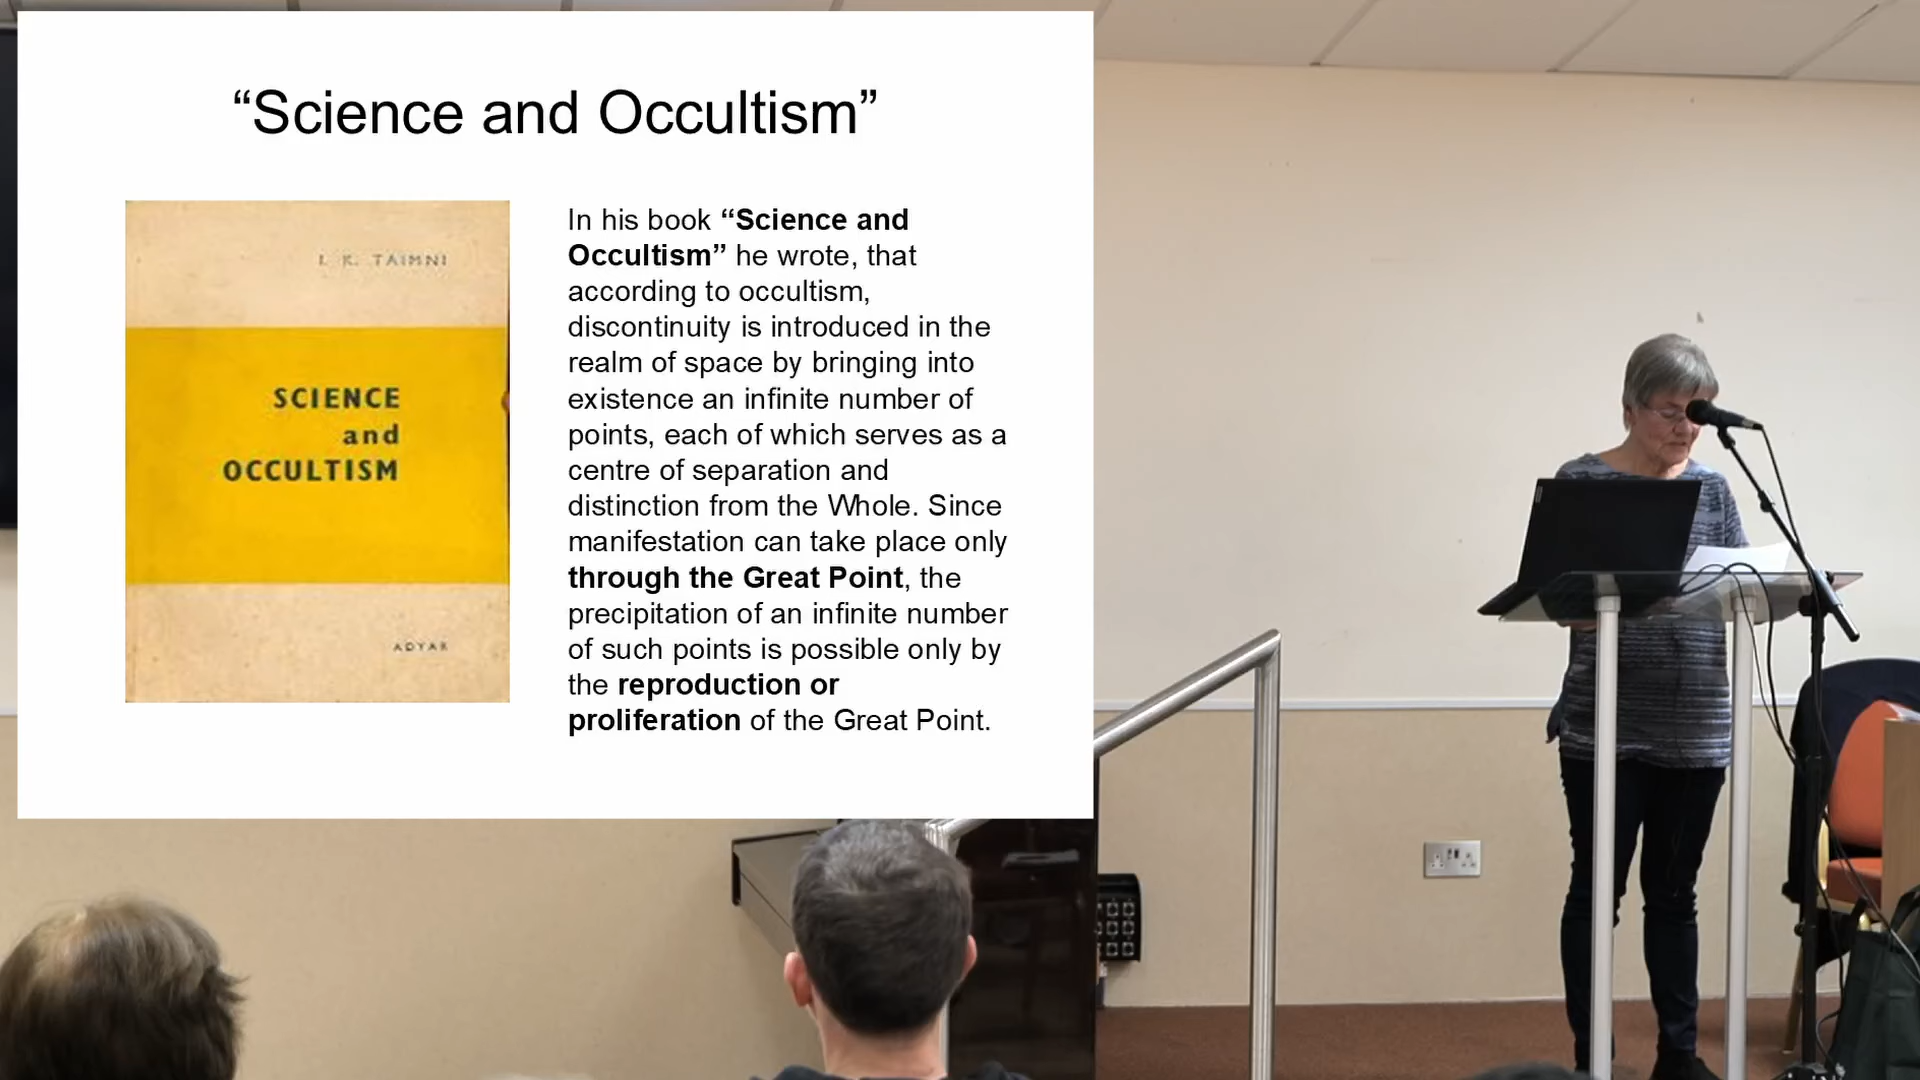 “Science and Occultism”
I. K. TAIMNI
SCIENCE
and
OCCULTISM
ADYAR
In his book “Science and
Occultism” he wrote, that
according to occultism,
discontinuity is introduced in the
realm of space by bringing into
existence an infinite number of
points, each of which serves as a
centre of separation and
distinction from the Whole. Since
manifestation can take place only
through the Great Point, the
precipitation of an infinite number
of such points is possible only by
the reproduction or
proliferation of the Great Point.